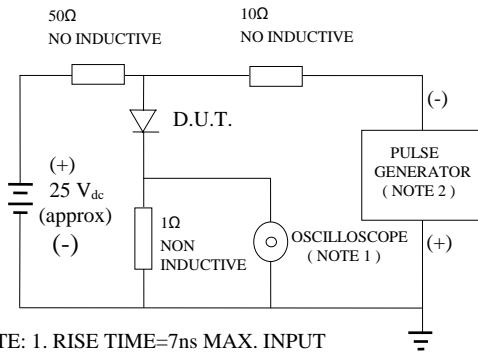 50Ω
NO INDUCTIVE
10Ω
NO INDUCTIVE
(-)
D.U.T.
PULSE
GENERATOR
( NOTE 2 )
(+)
25 Vdc
(approx)
(-)
1Ω
NON
INDUCTIVE
OSCILLOSCOPE
( NOTE 1 )
(+)
TE: 1. RISE TIME=7ns MAX. INPUT